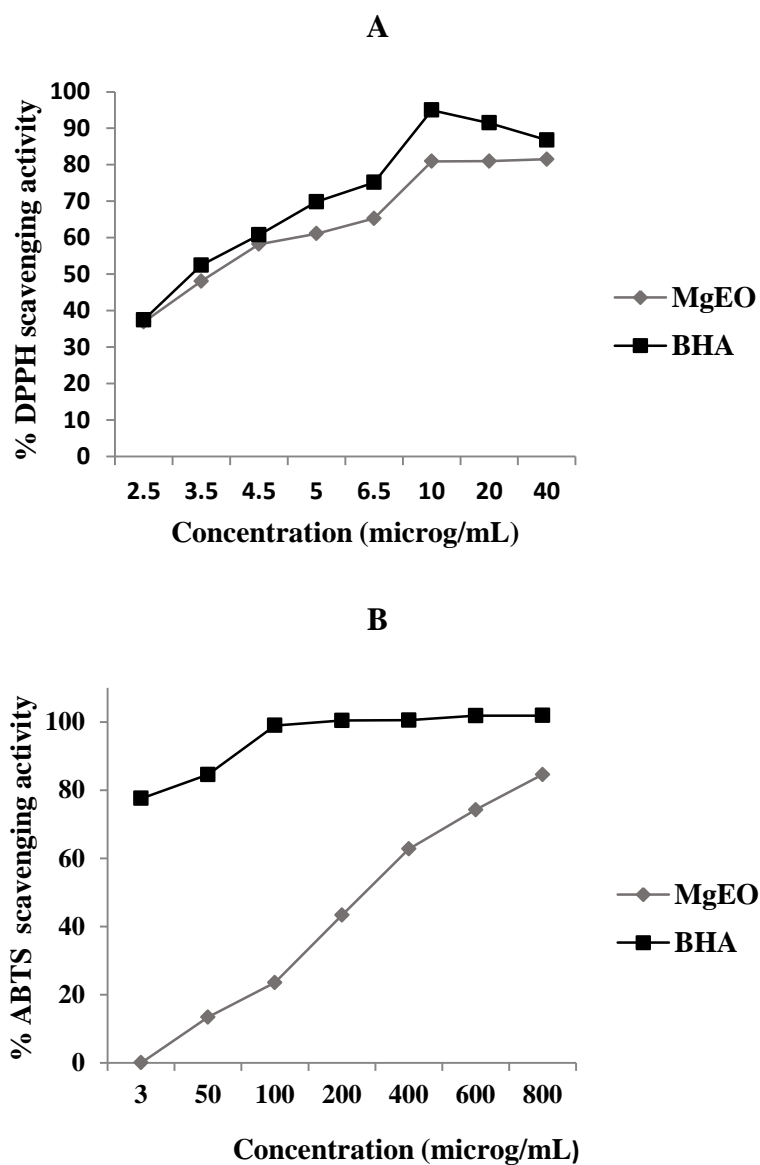 A
% DPPH scavenging activity
100
90
80
70
60
50
40
30
20
10
0
2.5 3.5 4.5 5 6.5 10 20 40
Concentration (microg/mL)
MgEO
BHA
B
% ABTS scavenging activity
100
80
60
40
20
0
3 50 100 200 400 600 800
Concentration (microg/mL)
MgEO
BHA